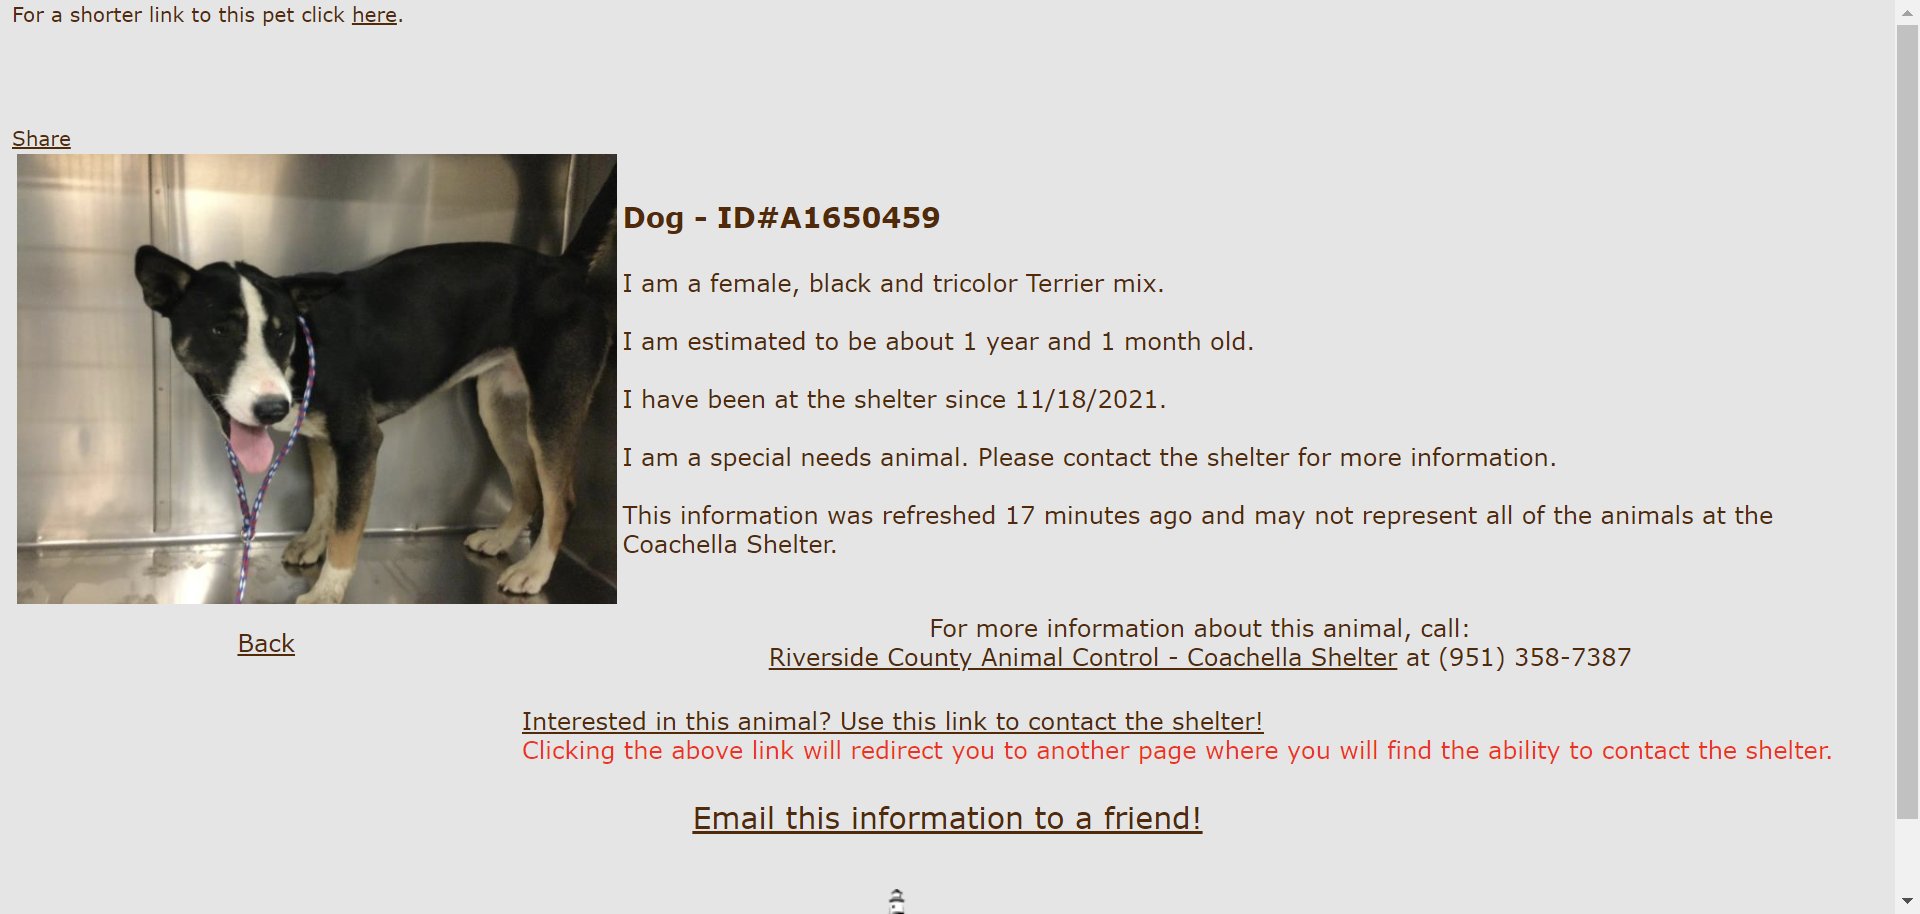 For a shorter link to this pet click here.
Share
Dog - ID#A1650459
I am a female, black and tricolor Terrier mix.
I am estimated to be about 1 year and 1 month old.
I have been at the shelter since 11/18/2021.
I am a special needs animal. Please contact the shelter for more information.
This information was refreshed 17 minutes ago and may not represent all of the animals at the
Coachella Shelter.
Back
For more information about this animal, call:
Riverside County Animal Control - Coachella Shelter at (951) 358-7387
Interested in this animal? Use this link to contact the shelter!
Clicking the above link will redirect you to another page where you will find the ability to contact the shelter.
Email this information to a friend!